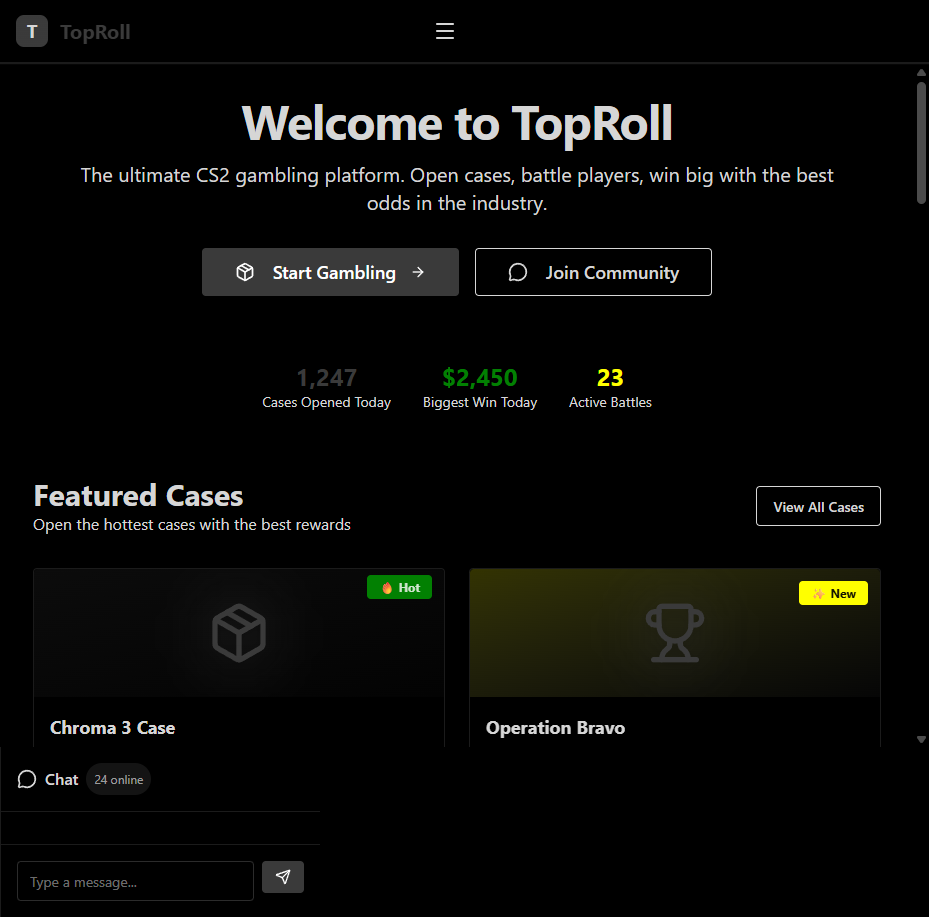 T TopRoll
Welcome to TopRoll
The ultimate CS2 gambling platform. Open cases, battle players, win big with the best
odds in the industry.
Start Gambling
Join Community
1,247
Cases Opened Today
$2,450
Biggest Win Today
23
Active Battles
Featured Cases
Open the hottest cases with the best rewards
View All Cases
🔥 Hot
✨ New
Chroma 3 Case
Operation Bravo
Chat
24 online
Type a message...